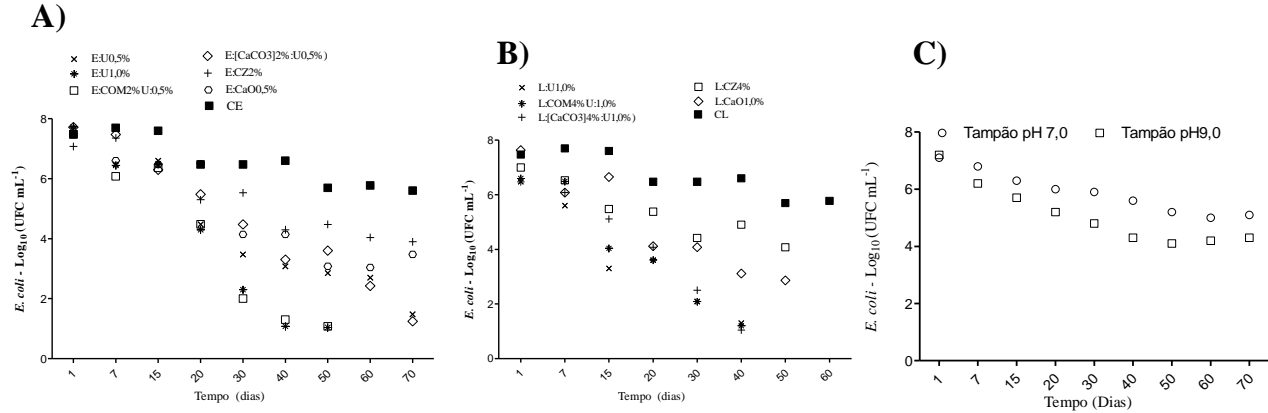 A)
E:U0,5%
E:U1,0%
E:COM2%U:0,5%
E:[CaCO3]2%:U0,5%)
E:CZ2%
E:CaO0,5%
CE
E. coli - Log10 (UFC mL-1)
8
6
4
2
0
1 7 15 20 30 40 50 60 70
Tempo (dias)
B)
L:U1,0%
L:COM4%U:1,0%
L:[CaCO3]4%:U1,0%)
L:CZ4%
L:CaO1,0%
CL
E. coli - Log10 (UFC mL-1)
8
6
4
2
0
1 7 15 20 30 40 50 60
Tempo (dias)
C)
Tampão pH 7,0
Tampão pH9,0
E. coli - Log10 (UFC mL-1)
8
6
4
2
0
1 7 15 20 30 40 50 60 70
Tempo (Dias)